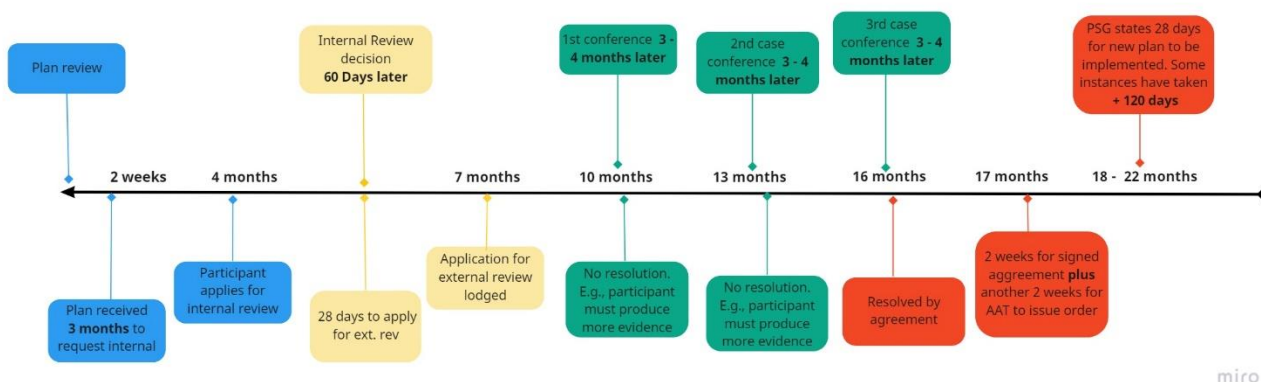 Plan review
Internal Review
decision
60 Days later
1st conference 3 -
4 months later
2nd case
conference 3 - 4
months later
3rd case
conference 3 - 4
months later
PSG states 28 days
for new plan to be
implemented. Some
instances have taken
+ 120 days
2 weeks
4 months
7 months
10 months
13 months
16 months
17 months
18 - 22 months
Plan received
3 months to
request internal
Participant
applies for
internal review
28 days to apply
for ext. rev
Application for
external review
lodged
No resolution.
E.g., participant
must produce
more evidence
No resolution.
E.g., participant
must produce
more evidence
Resolved by
agreement
2 weeks for signed
aggreement plus
another 2 weeks for
AAT to issue order
miro